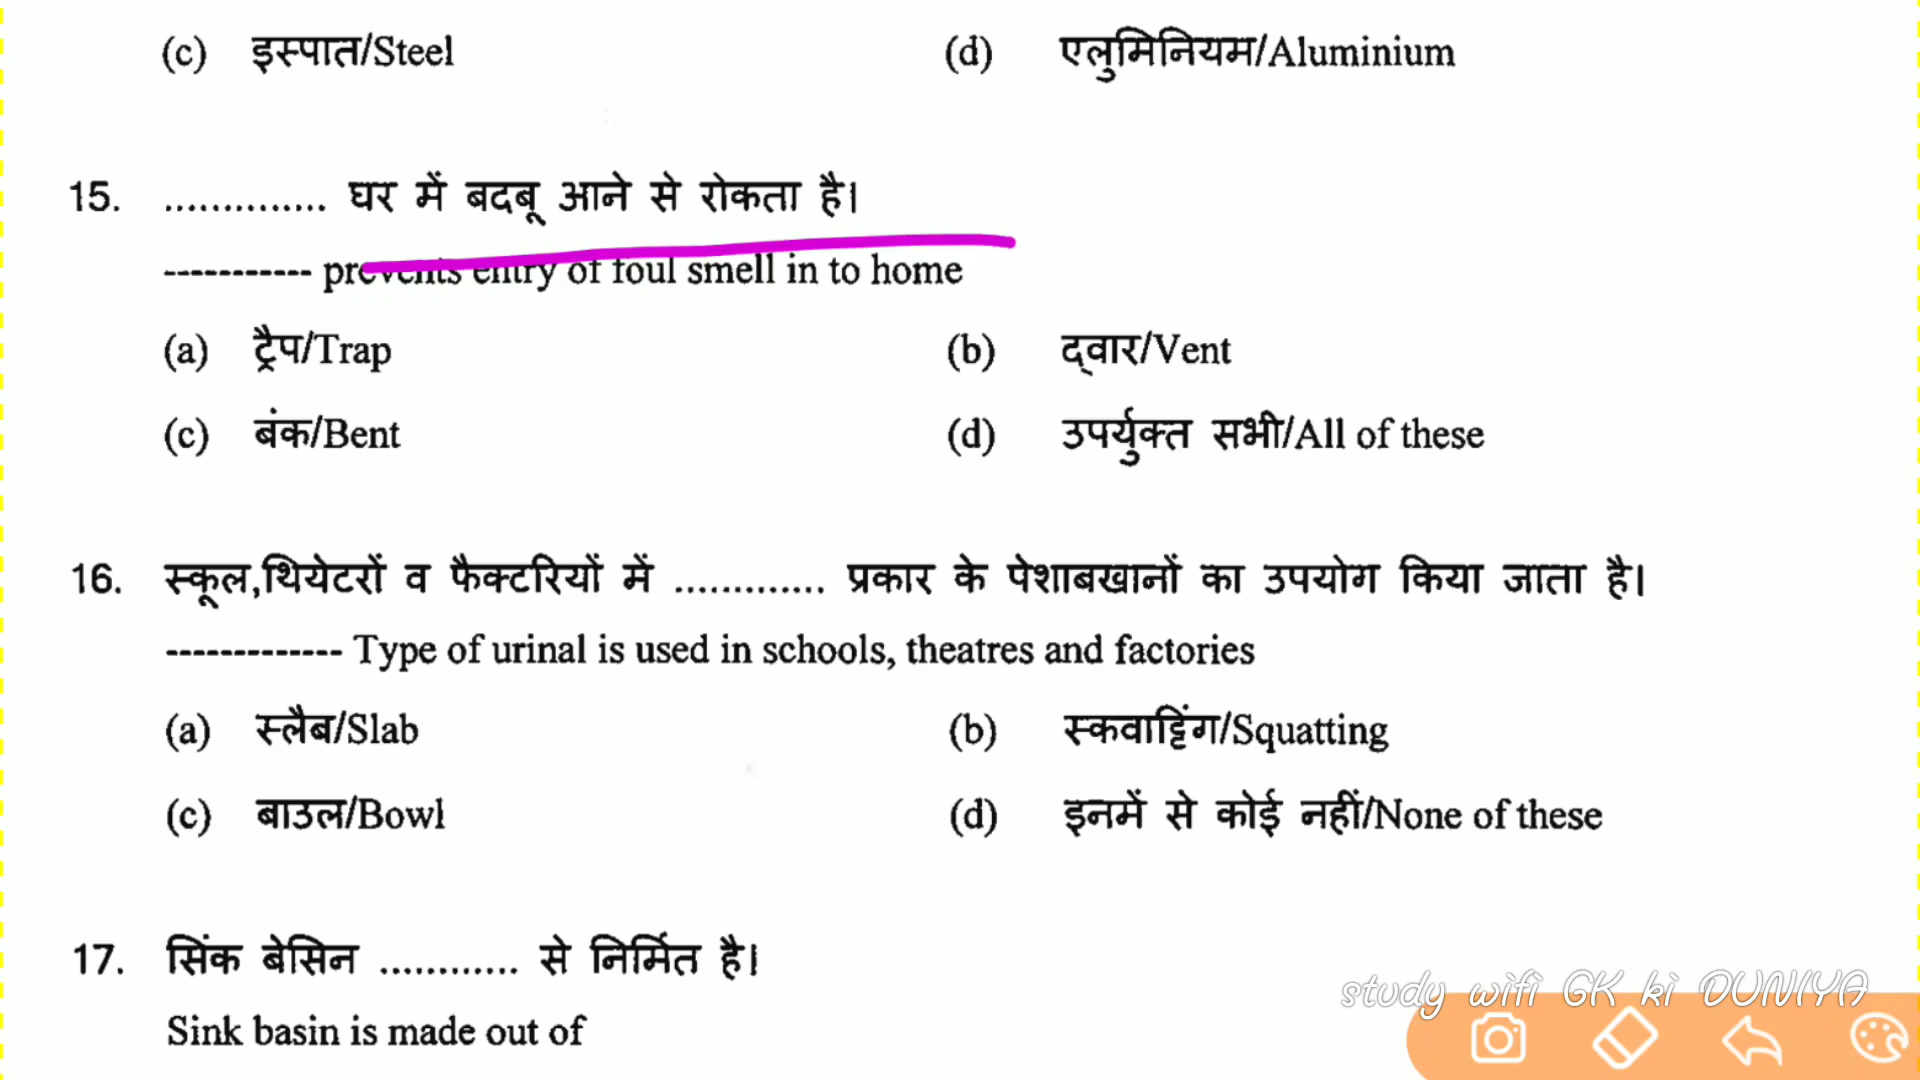 (c) इस्पात/Steel (d) एलुमिनियम/Aluminium
15. .............. घर में बदबू आने से रोकता है।
----------- prevents entry of foul smell in to home
(a) ट्रैप/Trap (b) द्वार/Vent
(c) बंक/Bent (d) उपर्युक्त सभी/All of these
16. स्कूल,थियेटरों व फैक्टरियों में ............. प्रकार के पेशाबखानों का उपयोग किया जाता है।
------------- Type of urinal is used in schools, theatres and factories
(a) स्लैब/Slab (b) स्कवाट्टिंग/Squatting
(c) बाउल/Bowl (d) इनमें से कोई नहीं/None of these
17. सिंक बेसिन ............ से निर्मित है।
Sink basin is made out of
study wifi GK ki DUNIYA